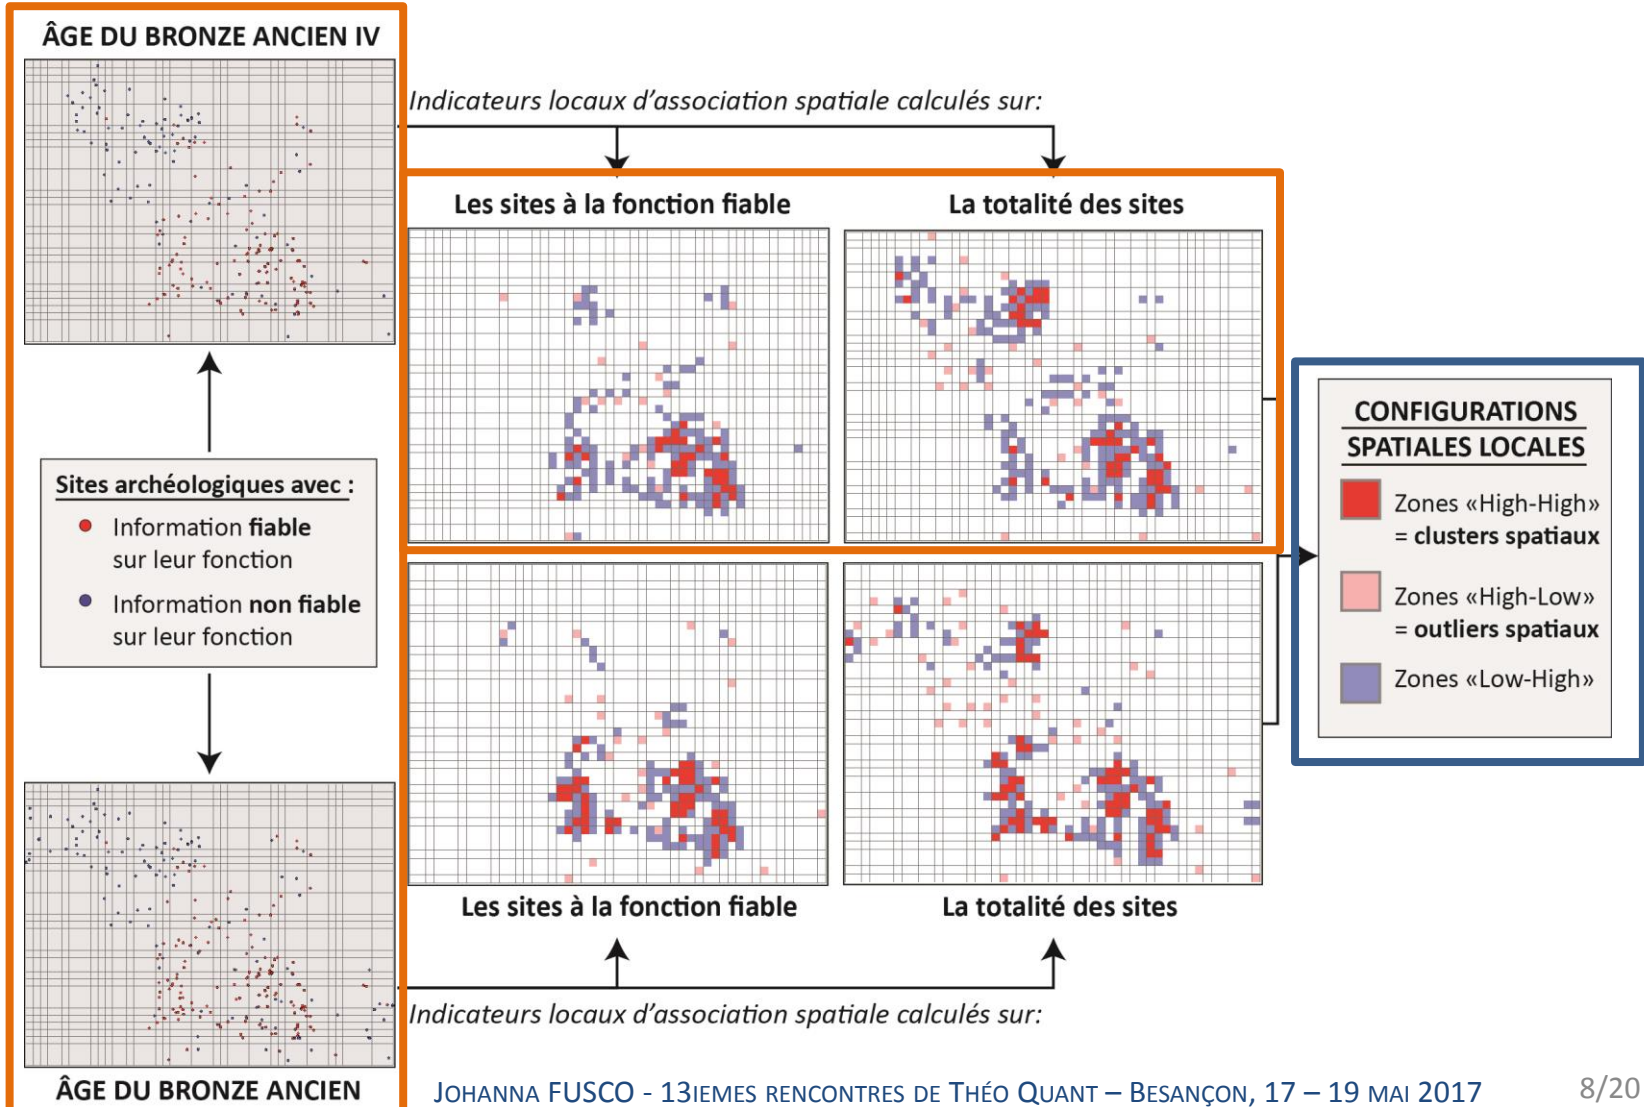 ÂGE DU BRONZE ANCIEN IV
Indicateurs locaux d'association spatiale calculés sur:
Les sites à la fonction fiable
La totalité des sites
Sites archéologiques avec :
Information fiable
sur leur fonction
Information non fiable
sur leur fonction
CONFIGURATIONS
SPATIALES LOCALES
Zones «High-High»
= clusters spatiaux
Zones «High-Low»
= outliers spatiaux
Zones «Low-High»
Les sites à la fonction fiable
La totalité des sites
Indicateurs locaux d'association spatiale calculés sur:
ÂGE DU BRONZE ANCIEN
JOHANNA FUSCO - 13IEMES RENCONTRES DE THÉO QUANT – BESANÇON, 17 – 19 MAI 2017
8/20